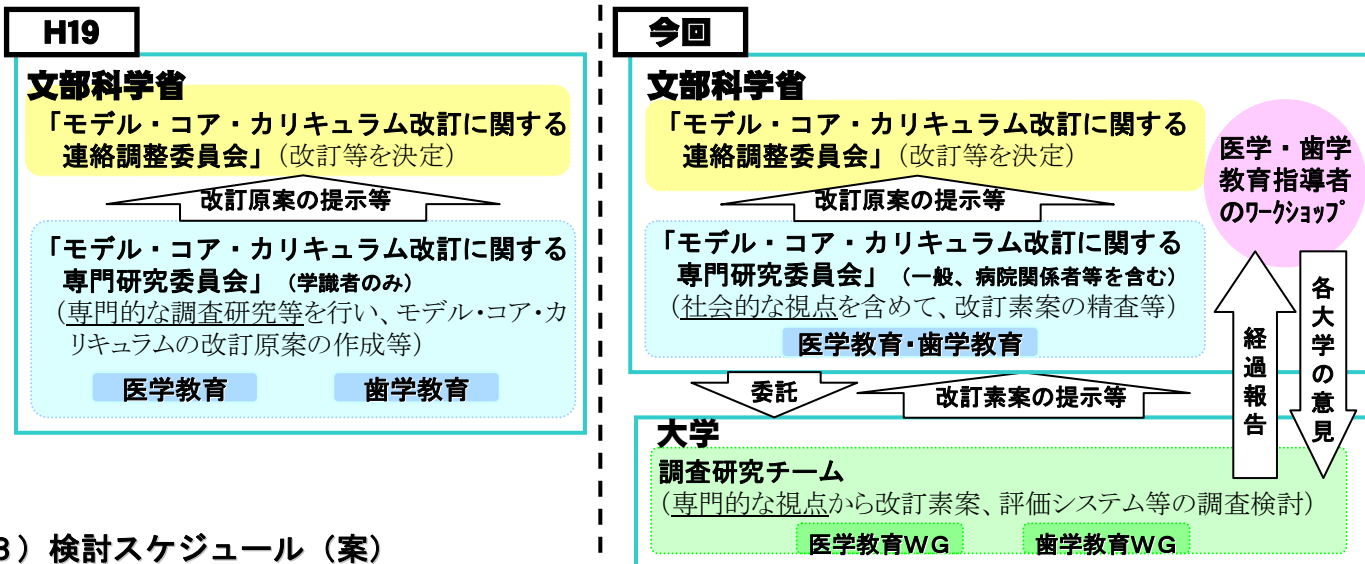 H19
文部科学省
「モデル・コア・カリキュラム改訂に関する
連絡調整委員会」（改訂等を決定）
改訂原案の提示等
「モデル・コア・カリキュラム改訂に関する
専門研究委員会」（学識者のみ）
（専門的な調査研究等を行い、モデル・コア・カ
リキュラムの改訂原案の作成等）
医学教育
歯学教育
今回
文部科学省
「モデル・コア・カリキュラム改訂に関する
連絡調整委員会」（改訂等を決定）
改訂原案の提示等
「モデル・コア・カリキュラム改訂に関する
専門研究委員会」（一般、病院関係者等を含む）
（社会的な視点を含めて、改訂素案の精査等）
医学教育・歯学教育
医学・歯学
教育指導者
のﾜｰｸｼｮｯﾌﾟ
経過報告
各大学の意見
委託
改訂素案の提示等
大学
調査研究チーム
（専門的な視点から改訂素案、評価システム等の調査検討）
医学教育ＷＧ
歯学教育ＷＧ
３）検討スケジュール（案）